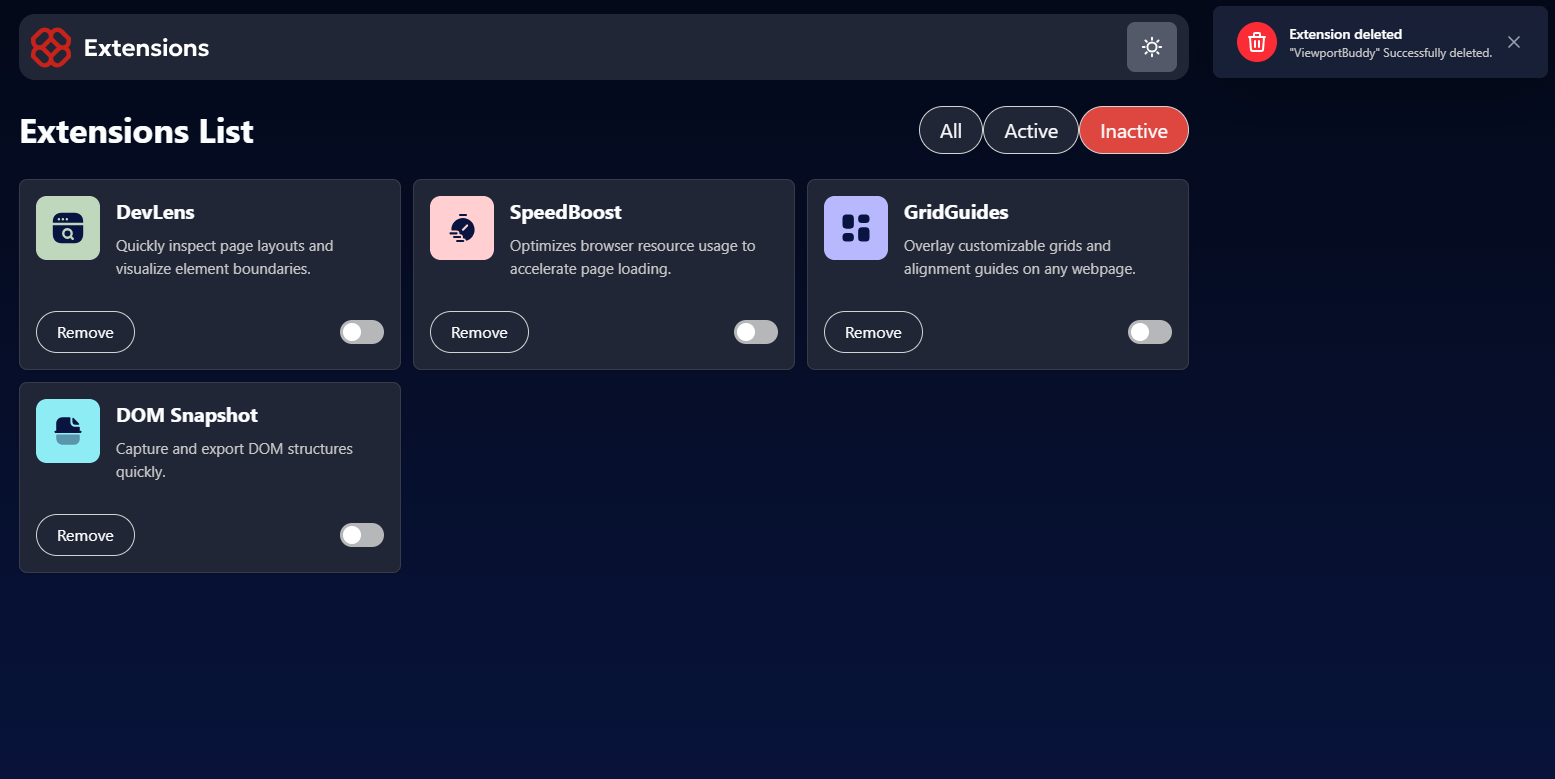 Extensions
Extension deleted
"ViewportBuddy" Successfully deleted.
Extensions List
All
Active
Inactive
DevLens
Quickly inspect page layouts and
visualize element boundaries.
Remove
SpeedBoost
Optimizes browser resource usage to
accelerate page loading.
Remove
GridGuides
Overlay customizable grids and
alignment guides on any webpage.
Remove
DOM Snapshot
Capture and export DOM structures
quickly.
Remove